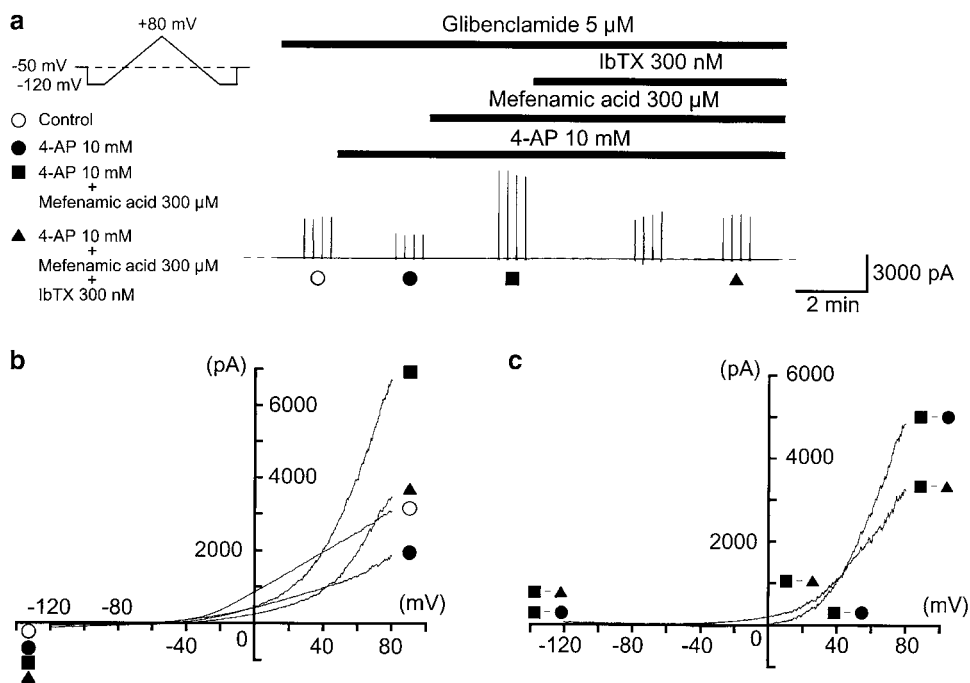 a
+80 mV
-50 mV
-120 mV
Control
4-AP 10 mM
4-AP 10 mM
+
Mefenamic acid 300 µM
4-AP 10 mM
+
Mefenamic acid 300 µM
+
IbTX 300 nM
Glibenclamide 5 µM
IbTX 300 nM
Mefenamic acid 300 µM
4-AP 10 mM
3000 pA
2 min
b
(pA)
6000
4000
2000
(mV)
-120
-80
-40
0
40
80
c
(pA)
6000
4000
2000
(mV)
-120
-80
-40
0
40
80